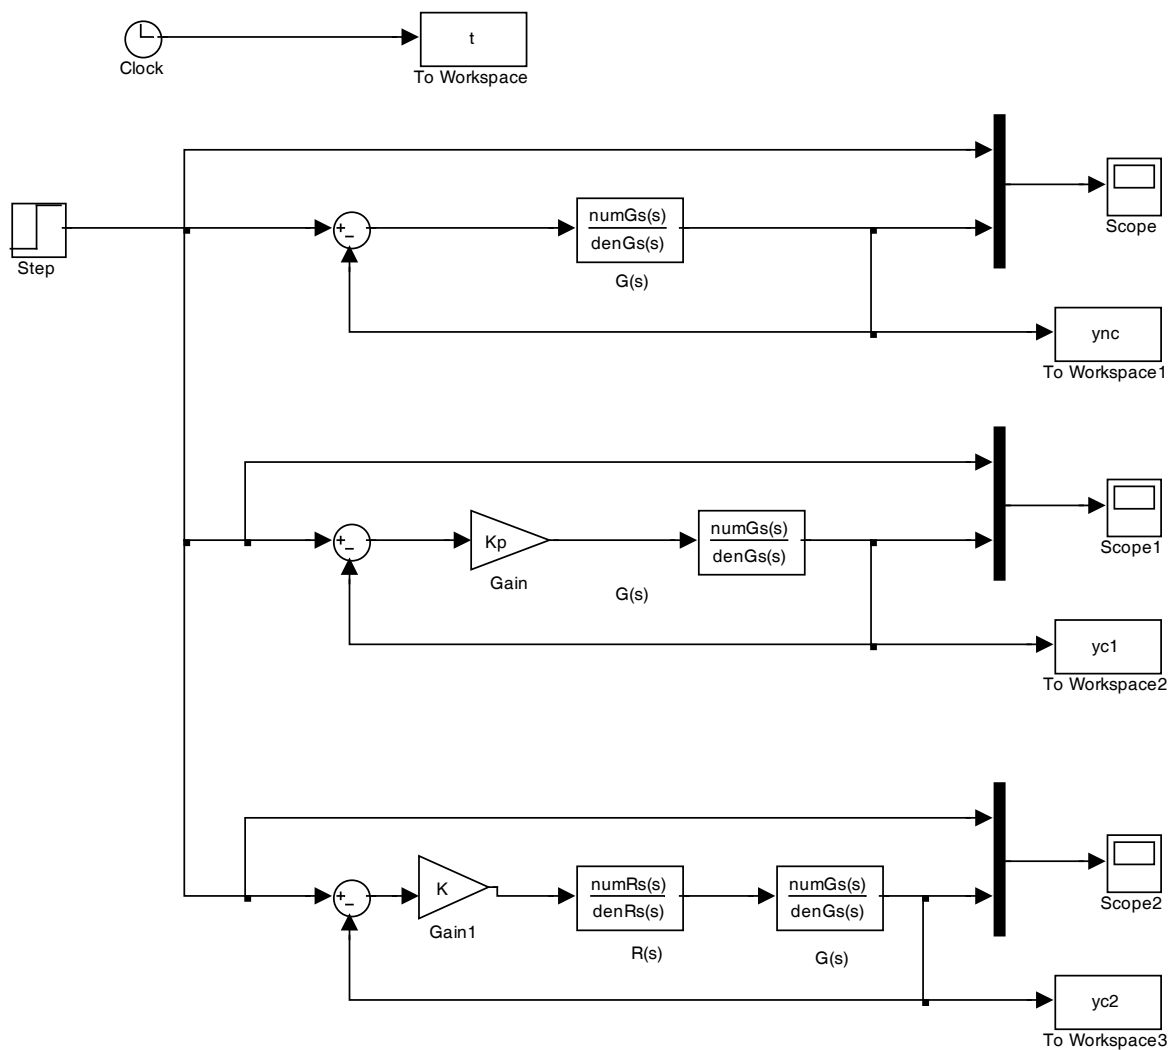 t
Clock
To Workspace
numGs(s)
denGs(s)
+
−
Step
G(s)
Scope
ync
To Workspace1
numGs(s)
denGs(s)
+
−
Kp
Gain
G(s)
Scope1
yc1
To Workspace2
numRs(s)
denRs(s)
numGs(s)
denGs(s)
+
−
K
Gain1
R(s)
G(s)
Scope2
yc2
To Workspace3